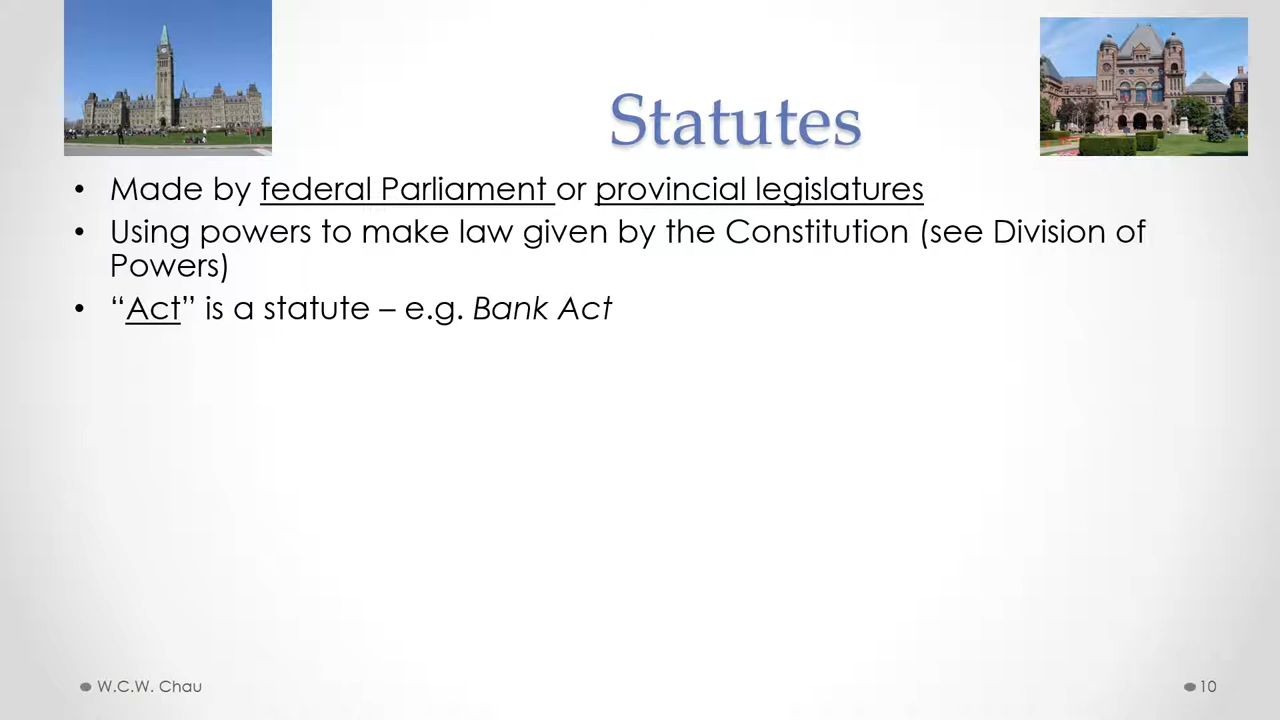 Statutes
• Made by federal Parliament or provincial legislatures
• Using powers to make law given by the Constitution (see Division of
Powers)
• “Act” is a statute – e.g. Bank Act
W.C.W. Chau
10